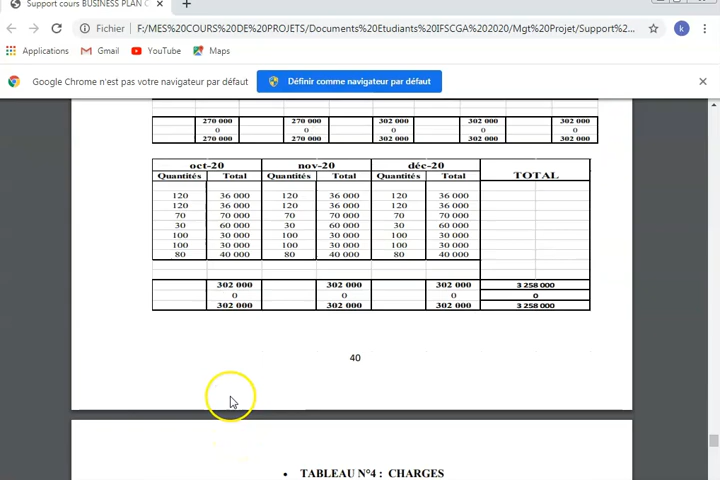 Support cours BUSINESS PLAN C
Fichier F:/MES%20COURS%20DE%20PROJETS/Documents%20Etudiants%20IFSCGA%202020/Mgt%20Projet/Support%2... k
Applications Gmail YouTube Maps
Google Chrome n'est pas votre navigateur par défaut Définir comme navigateur par défaut
270 000 270 000 302 000 302 000 302 000
0 0 0 0 0
270 000 270 000 302 000 302 000 302 000
oct-20 nov-20 déc-20
Quantités Total Quantités Total Quantités Total TOTAL
120 36 000 120 36 000 120 36 000
120 36 000 120 36 000 120 36 000
70 70 000 70 70 000 70 70 000
30 60 000 30 60 000 30 60 000
100 30 000 100 30 000 100 30 000
100 30 000 100 30 000 100 30 000
80 40 000 80 40 000 80 40 000
302 000 302 000 302 000 3 258 000
0 0 0 0
302 000 302 000 302 000 3 258 000
40
• TABLEAU N°4 : CHARGES